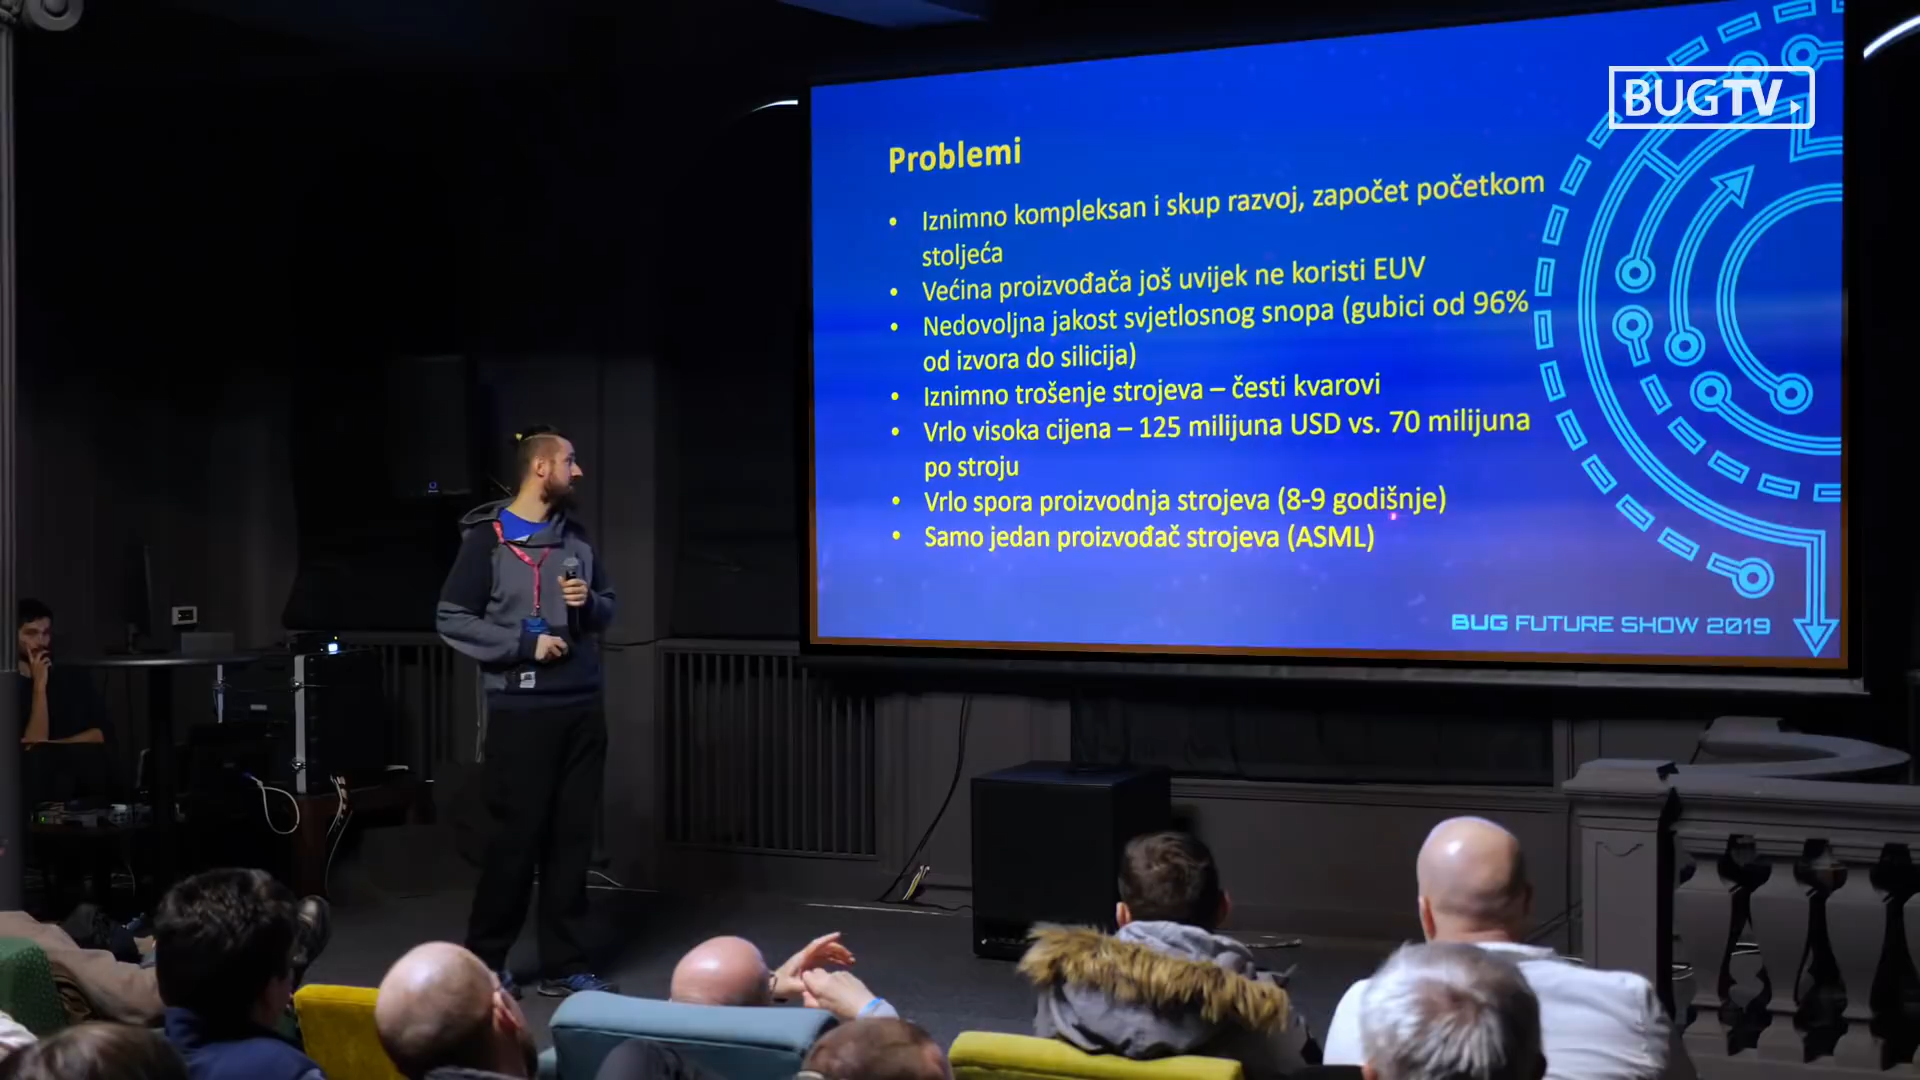 BUGTV
Problemi
• Iznimno kompleksan i skup razvoj, započet početkom
stoljeća
• Većina proizvođača još uvijek ne koristi EUV
• Nedovoljna jakost svjetlosnog snopa (gubici od 96%
od izvora do silicija)
• Iznimno trošenje strojeva – česti kvarovi
• Vrlo visoka cijena – 125 milijuna USD vs. 70 milijuna
po stroju
• Vrlo spora proizvodnja strojeva (8-9 godišnje)
• Samo jedan proizvođač strojeva (ASML)
BUG FUTURE SHOW 2019